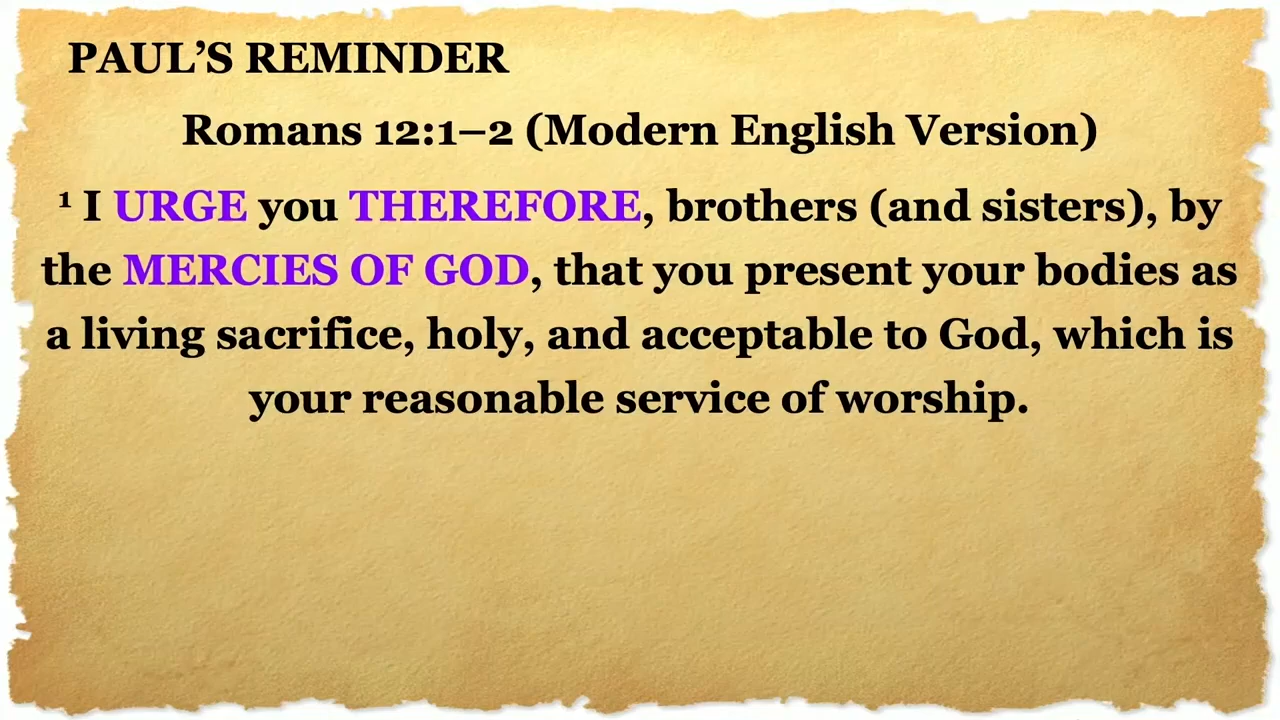 PAUL’S REMINDER
Romans 12:1–2 (Modern English Version)
¹ I URGE you THEREFORE, brothers (and sisters), by
the MERCIES OF GOD, that you present your bodies as
a living sacrifice, holy, and acceptable to God, which is
your reasonable service of worship.